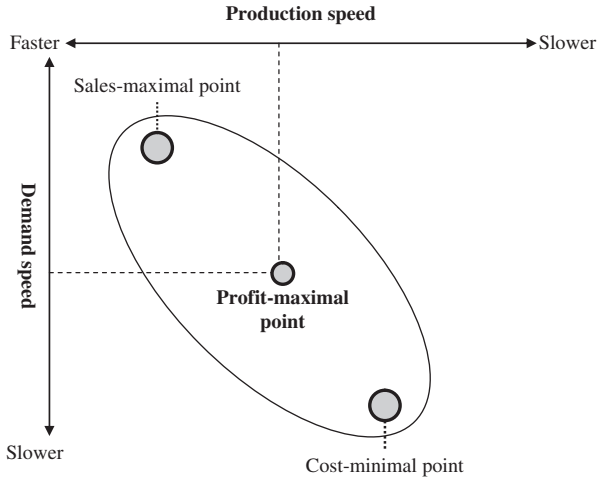 Production speed
Faster
Slower
Sales-maximal point
Demand speed
Profit-maximal
point
Slower
Cost-minimal point